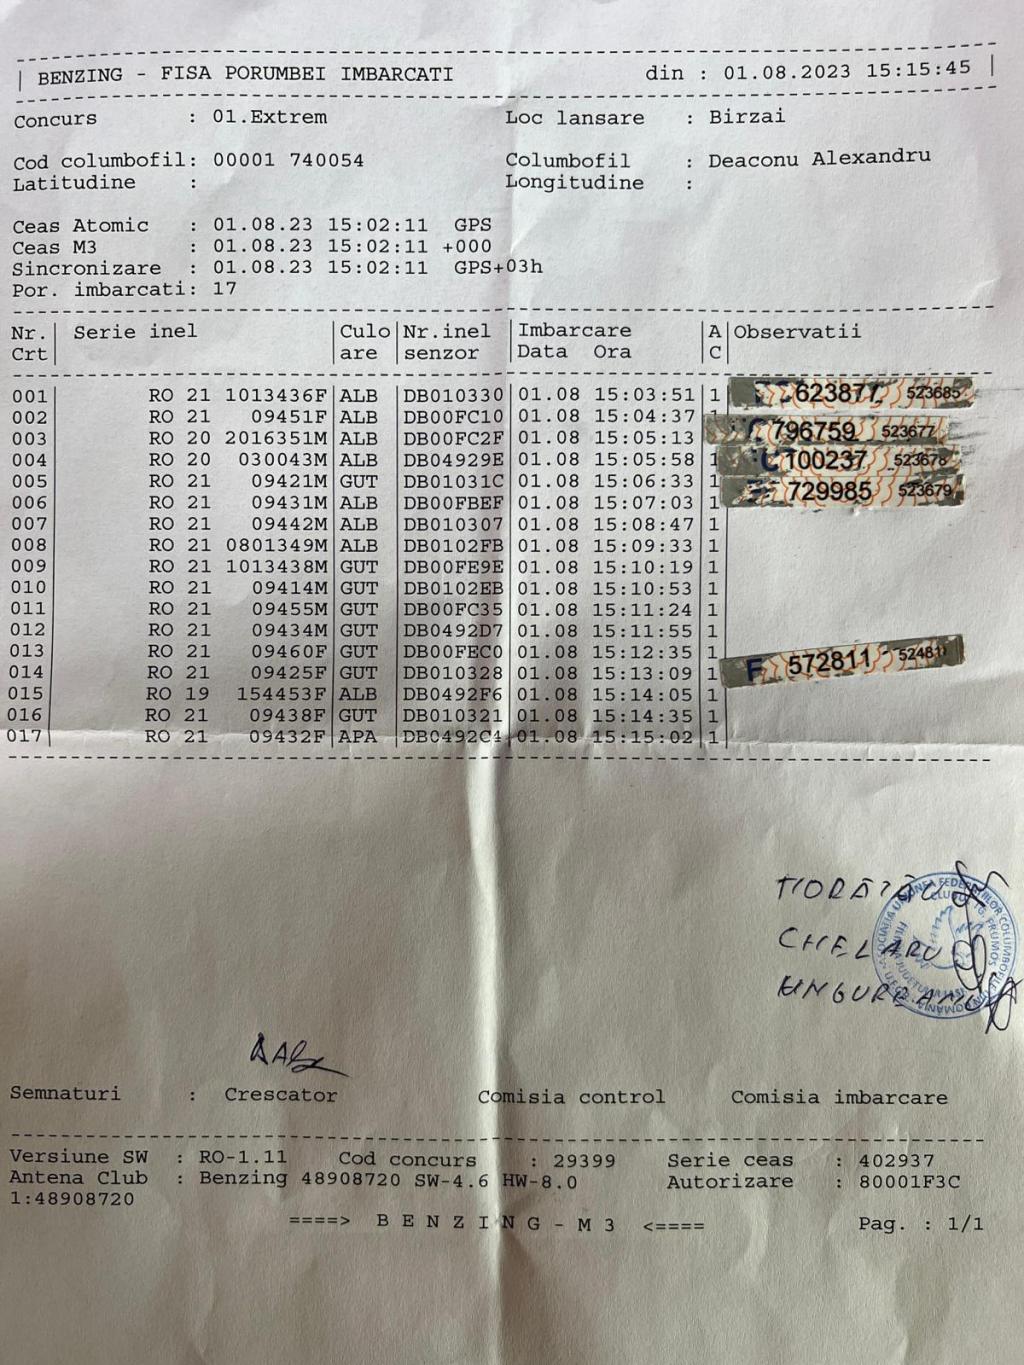 BENZING - FISA PORUMBEI IMBARCATI din : 01.08.2023 15:15:45
Concurs : 01.Extrem Loc lansare : Birzai
Cod columbofil: 00001 740054 Columbofil : Deaconu Alexandru
Latitudine : Longitudine :
Ceas Atomic : 01.08.23 15:02:11 GPS
Ceas M3 : 01.08.23 15:02:11 +000
Sincronizare : 01.08.23 15:02:11 GPS+03h
Por. imbarcati: 17
Nr. | Serie inel | Culo | Nr.inel | Imbarcare | A | Observatii
Crt | | are | senzor | Data Ora | C |
001 RO 21 1013436F ALB DB010330 01.08 15:03:51 1 623877 523685
002 RO 21 09451F ALB DB00FC10 01.08 15:04:37 1
003 RO 20 2016351M ALB DB00FC2F 01.08 15:05:13 1 796759 523677
004 RO 20 030043M ALB DB04929E 01.08 15:05:58 1 C 100237 523678
005 RO 21 09421M GUT DB01031C 01.08 15:06:33 1 729985 523679
006 RO 21 09431M ALB DB00FBEF 01.08 15:07:03 1
007 RO 21 09442M ALB DB010307 01.08 15:08:47 1
008 RO 21 0801349M ALB DB0102FB 01.08 15:09:33 1
009 RO 21 1013438M GUT DB00FE9E 01.08 15:10:19 1
010 RO 21 09414M GUT DB0102EB 01.08 15:10:53 1
011 RO 21 09455M GUT DB00FC35 01.08 15:11:24 1
012 RO 21 09434M GUT DB0492D7 01.08 15:11:55 1
013 RO 21 09460F GUT DB00FEC0 01.08 15:12:35 1 F 572811
014 RO 21 09425F GUT DB010328 01.08 15:13:09 1
015 RO 19 154453F ALB DB0492F6 01.08 15:14:05 1
016 RO 21 09438F GUT DB010321 01.08 15:14:35 1
017 RO 21 09432F APA DB0492C4 01.08 15:15:02 1
CHELARU
Semnaturi : Crescator Comisia control Comisia imbarcare
Versiune SW : RO-1.11 Cod concurs : 29399 Serie ceas : 402937
Antena Club : Benzing 48908720 SW-4.6 HW-8.0 Autorizare : 80001F3C
1:48908720
====> B E N Z I N G - M 3 <==== Pag. : 1/1